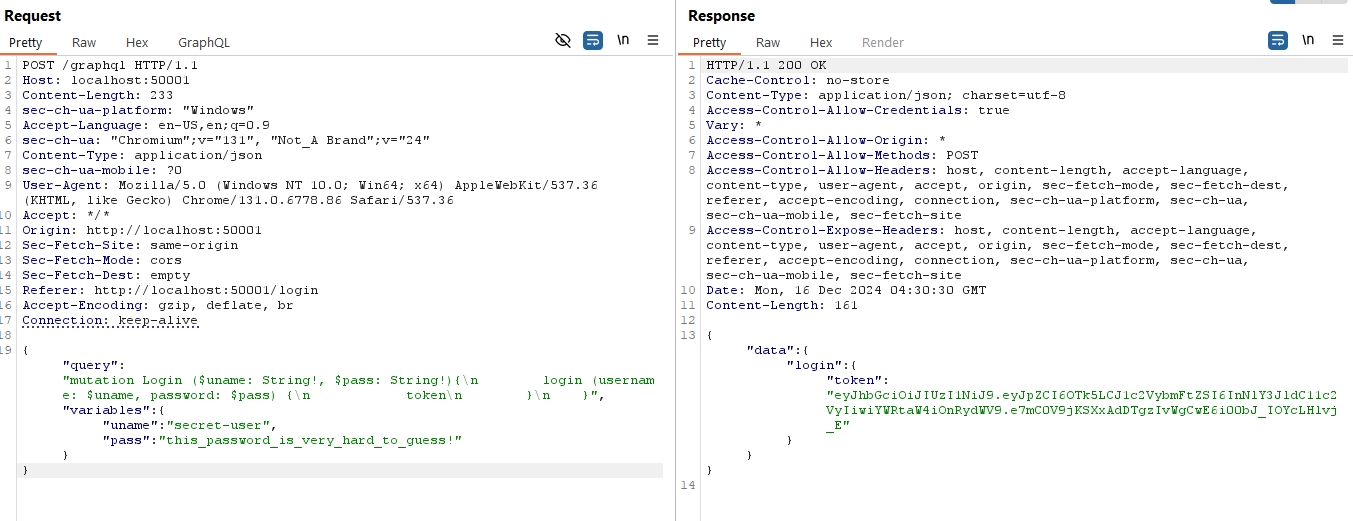 Request
Pretty Raw Hex GraphQL \n
1 POST /graphql HTTP/1.1
2 Host: localhost:50001
3 Content-Length: 233
4 sec-ch-ua-platform: "Windows"
5 Accept-Language: en-US,en;q=0.9
6 sec-ch-ua: "Chromium";v="131", "Not_A Brand";v="24"
7 Content-Type: application/json
8 sec-ch-ua-mobile: ?0
9 User-Agent: Mozilla/5.0 (Windows NT 10.0; Win64; x64) AppleWebKit/537.36
(KHTML, like Gecko) Chrome/131.0.6778.86 Safari/537.36
10 Accept: */*
11 Origin: http://localhost:50001
12 Sec-Fetch-Site: same-origin
13 Sec-Fetch-Mode: cors
14 Sec-Fetch-Dest: empty
15 Referer: http://localhost:50001/login
16 Accept-Encoding: gzip, deflate, br
17 Connection: keep-alive
18
19 {
"query":
"mutation Login ($uname: String!, $pass: String!){\n login (usernam
e: $uname, password: $pass) {\n token\n }\n }",
"variables":{
"uname":"secret-user",
"pass":"this_password_is_very_hard_to_guess!"
}
}
Response
Pretty Raw Hex Render \n
1 HTTP/1.1 200 OK
2 Cache-Control: no-store
3 Content-Type: application/json; charset=utf-8
4 Access-Control-Allow-Credentials: true
5 Vary: *
6 Access-Control-Allow-Origin: *
7 Access-Control-Allow-Methods: POST
8 Access-Control-Allow-Headers: host, content-length, accept-language,
content-type, user-agent, accept, origin, sec-fetch-mode, sec-fetch-dest,
referer, accept-encoding, connection, sec-ch-ua-platform, sec-ch-ua,
sec-ch-ua-mobile, sec-fetch-site
9 Access-Control-Expose-Headers: host, content-length, accept-language,
content-type, user-agent, accept, origin, sec-fetch-mode, sec-fetch-dest,
referer, accept-encoding, connection, sec-ch-ua-platform, sec-ch-ua,
sec-ch-ua-mobile, sec-fetch-site
10 Date: Mon, 16 Dec 2024 04:30:30 GMT
11 Content-Length: 161
12
13 {
"data":{
"login":{
"token":
"eyJhbGciOiJIUzI1NiJ9.eyJpZCI6OTk5LCJ1c2VybmFtZSI6InNlY3JldC11c2
VyIiwiYWRtaW4iOnRydWV9.e7mC0V9jKSXxAdDTgzIvWgCwE6i00bJ_IOYcLHlvj
_E"
}
}
}
14